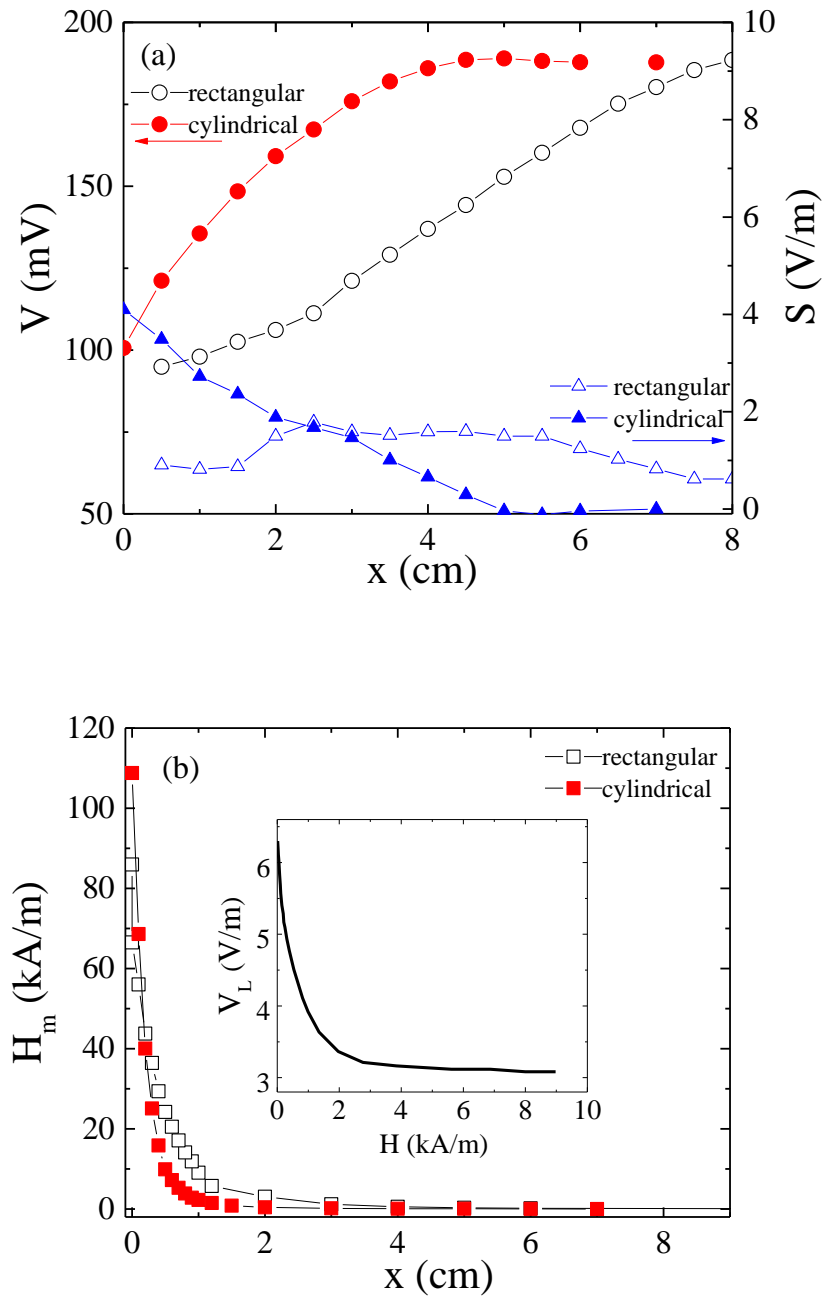 (a)
rectangular
cylindrical
V (mV)
200
150
100
50
0 2 4 6 8
x (cm)
10
8
6
4
2
0
S (V/m)
rectangular
cylindrical
(b)
rectangular
cylindrical
H_m (kA/m)
120
110
100
80
60
40
20
0
0 2 4 6 8
x (cm)
V_L (V/m)
6
5
4
3
0 2 4 6 8 10
H (kA/m)